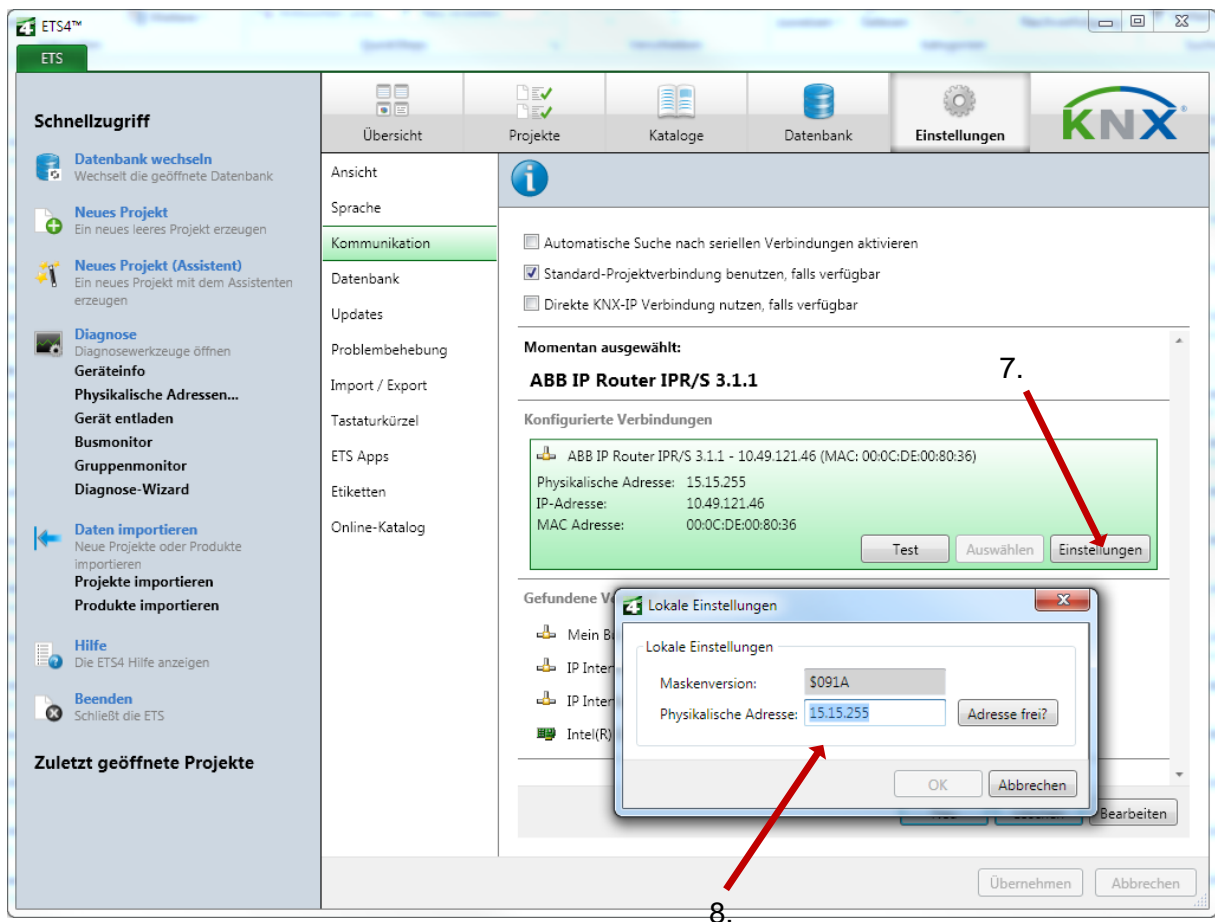 ETS4™
ETS
Schnellzugriff
Datenbank wechseln
Wechselt die geöffnete Datenbank
Neues Projekt
Ein neues leeres Projekt erzeugen
Neues Projekt (Assistent)
Ein neues Projekt mit dem Assistenten
erzeugen
Diagnose
Diagnosewerkzeuge öffnen
Geräteinfo
Physikalische Adressen...
Gerät entladen
Busmonitor
Gruppenmonitor
Diagnose-Wizard
Daten importieren
Neue Projekte oder Produkte
importieren
Projekte importieren
Produkte importieren
Hilfe
Die ETS4 Hilfe anzeigen
Beenden
Schließt die ETS
Zuletzt geöffnete Projekte
Übersicht
Projekte
Kataloge
Datenbank
Einstellungen
KNX
Ansicht
Sprache
Kommunikation
Datenbank
Updates
Problembehebung
Import / Export
Tastaturkürzel
ETS Apps
Etiketten
Online-Katalog
Automatische Suche nach seriellen Verbindungen aktivieren
Standard-Projektverbindung benutzen, falls verfügbar
Direkte KNX-IP Verbindung nutzen, falls verfügbar
Momentan ausgewählt:
ABB IP Router IPR/S 3.1.1
7.
Konfigurierte Verbindungen
ABB IP Router IPR/S 3.1.1 - 10.49.121.46 (MAC: 00:0C:DE:00:80:36)
Physikalische Adresse: 15.15.255
IP-Adresse: 10.49.121.46
MAC Adresse: 00:0C:DE:00:80:36
Test Auswählen Einstellungen
Gefundene
Mein
IP
IP
Intel(R)
Lokale Einstellungen
Lokale Einstellungen
Maskenversion: $091A
Physikalische Adresse: 15.15.255 Adresse frei?
OK Abbrechen
Bearbeiten
Übernehmen Abbrechen
8.